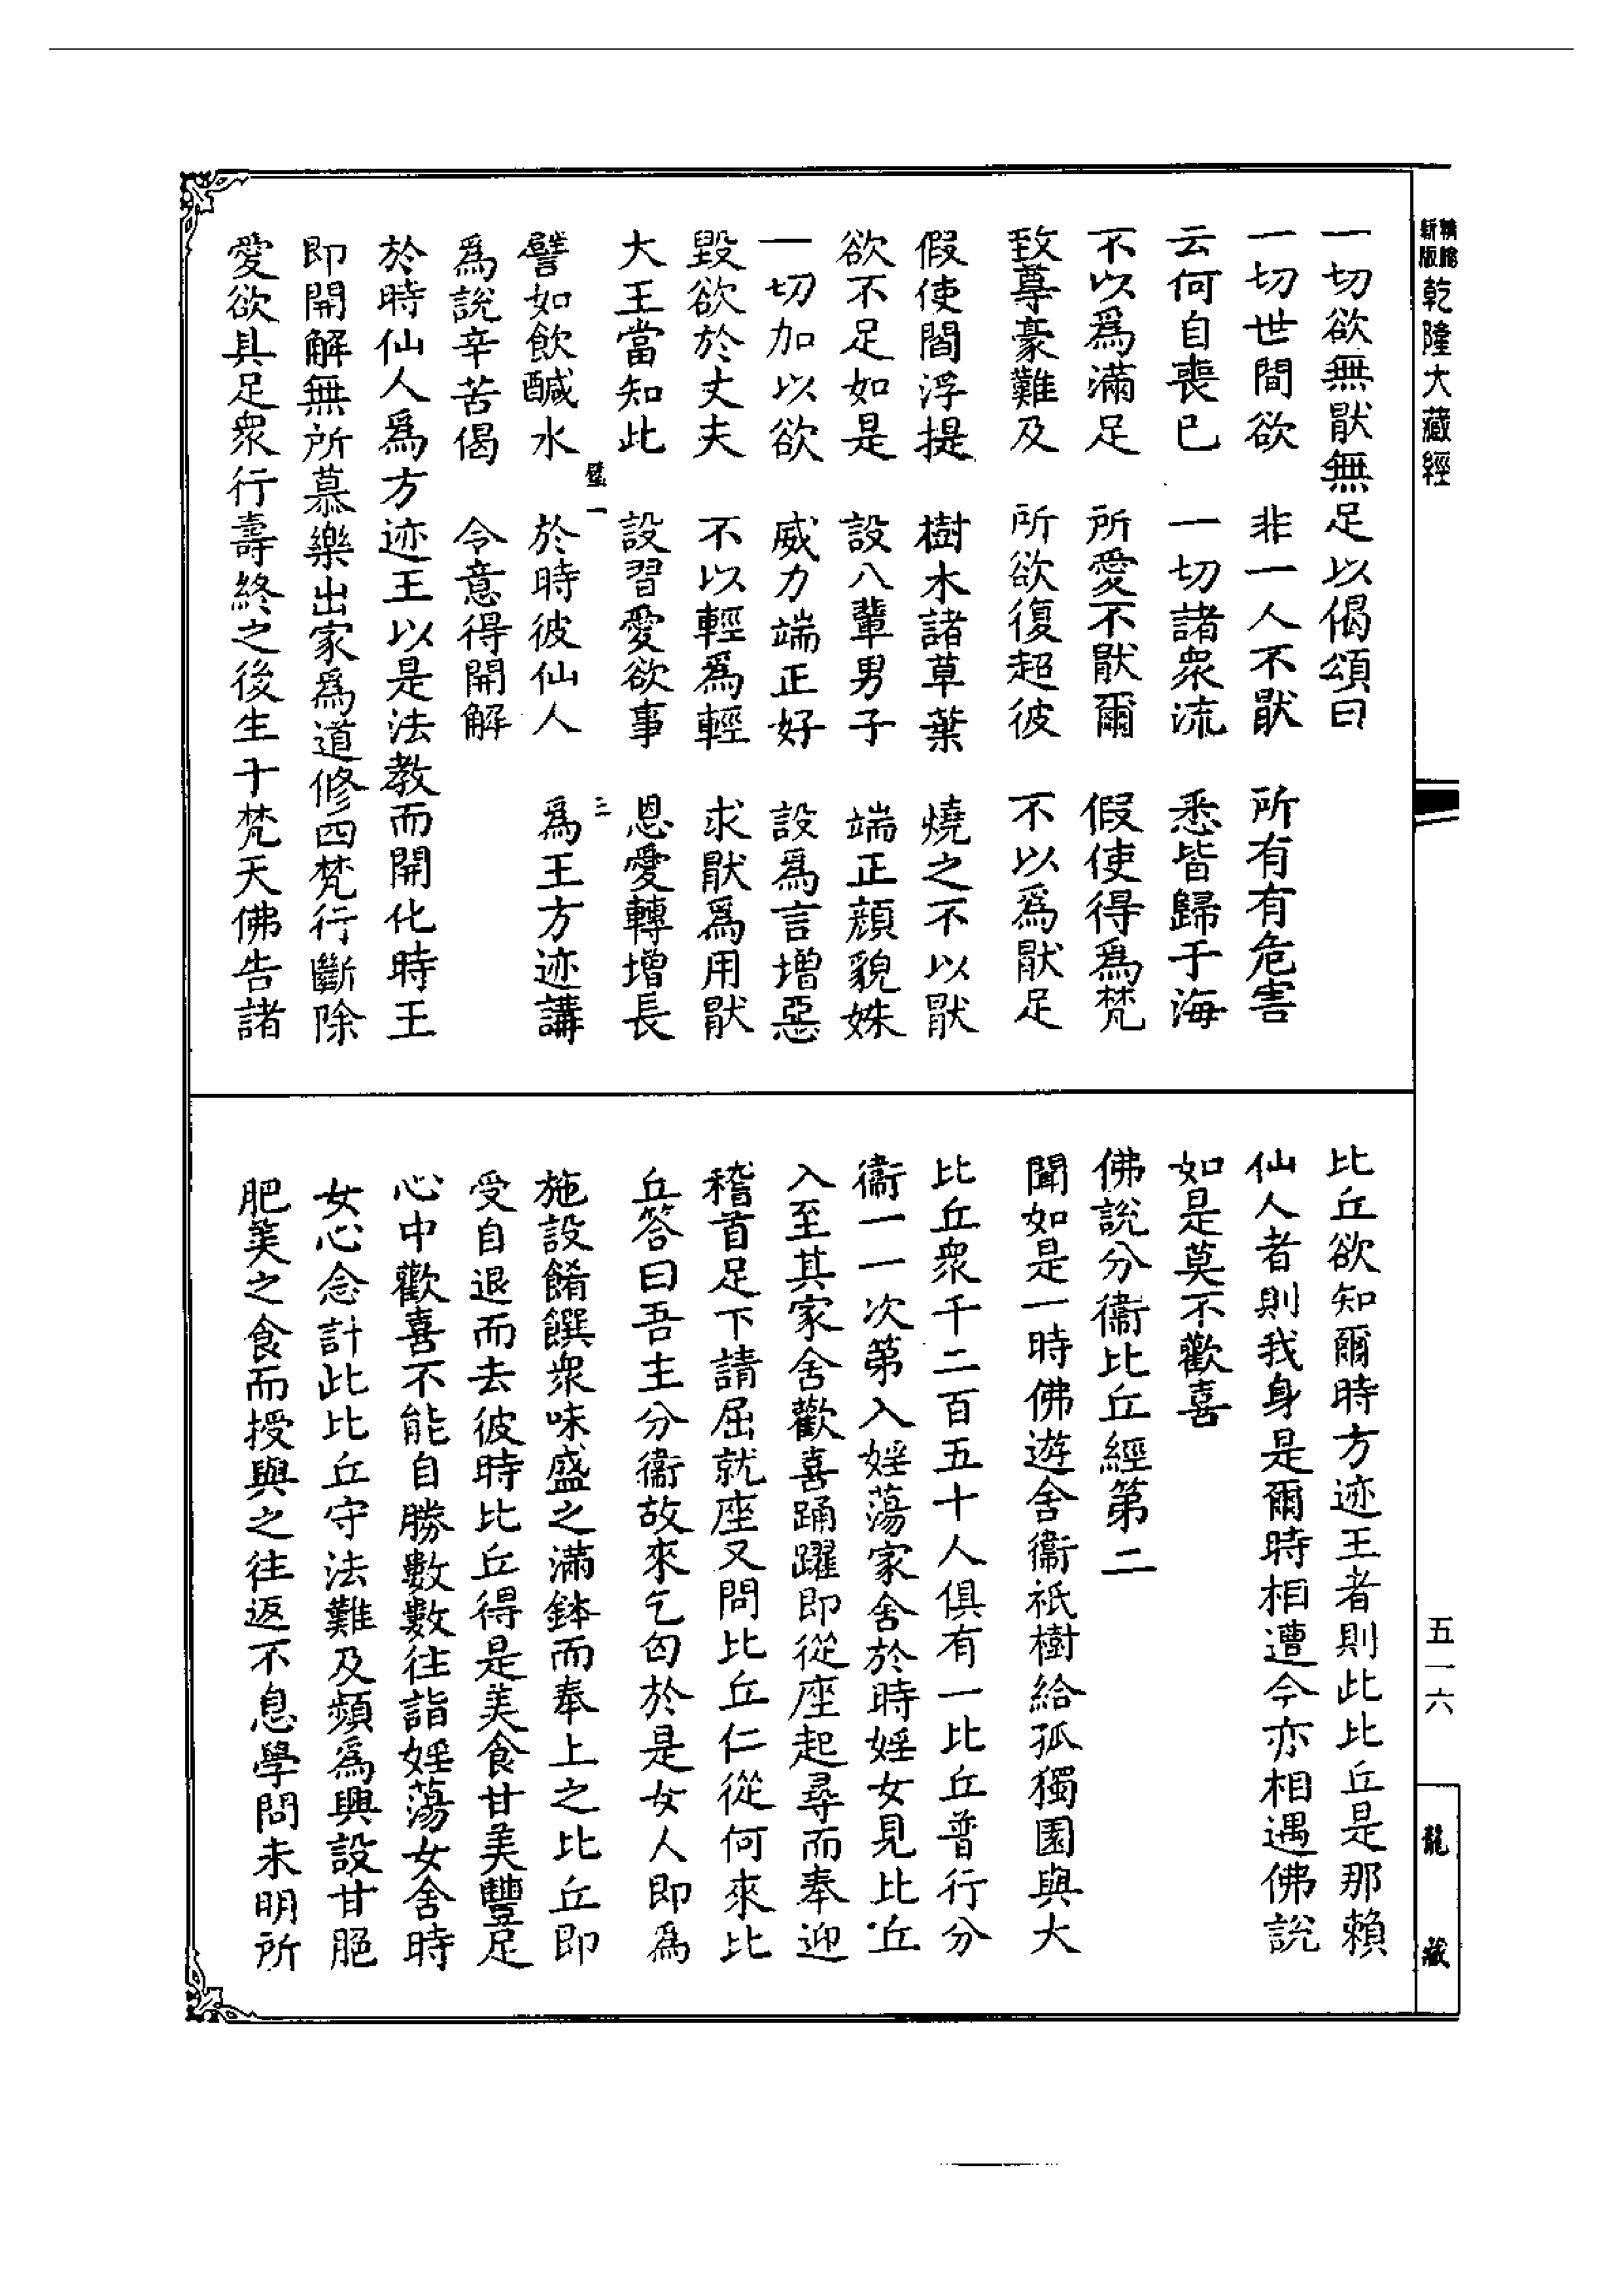 新版精縮乾隆大藏經
一切欲無猒無足以偈頌曰
一切世間欲　非一人不猒　所有有危害
云何自喪已　一切諸衆流　悉皆歸于海
不以爲滿足　所愛不猒爾　假使得爲梵
致尊豪難及　所欲復超彼　不以爲猒足
假使閻浮提　樹木諸草葉　燒之不以猒
欲不足如是　設八輩男子　端正顏貌姝
一切加以欲　威力端正好　設爲言增惡
毀欲於丈夫　不以輕爲輕　求猒爲用猒
大王當知此　設習愛欲事　恩愛轉增長
一　三
譬如飲醎水　於時彼仙人　爲王方迹講
爲說辛苦偈　令意得開解
於時仙人爲方迹王以是法教而開化時王
即開解無所慕樂出家爲道修四梵行斷除
愛欲具足衆行壽終之後生十梵天佛告諸
比丘欲知爾時方迹王者則此比丘是那賴
仙人者則我身是爾時相遭今亦相遇佛說
如是莫不歡喜
佛說分衞比丘經第二
聞如是一時佛遊舍衞祇樹給孤獨園與大
比丘衆千二百五十人俱有一比丘普行分
衞一一次第入婬蕩家舍於時婬女見比丘
入至其家舍歡喜踊躍即從座起尋而奉迎
稽首足下請屈就座又問比丘仁從何來比
丘答曰吾主分衞故來乞匃於是女人即爲
施設餚饌衆味盛之滿鉢而奉上之比丘即
受自退而去彼時比丘得是美食甘美豐足
心中歡喜不能自勝數數往詣婬蕩女舍時
女心念計此比丘守法難及頻爲興設甘脆
肥美之食而授與之往返不息學問未明所
五一六
龍藏